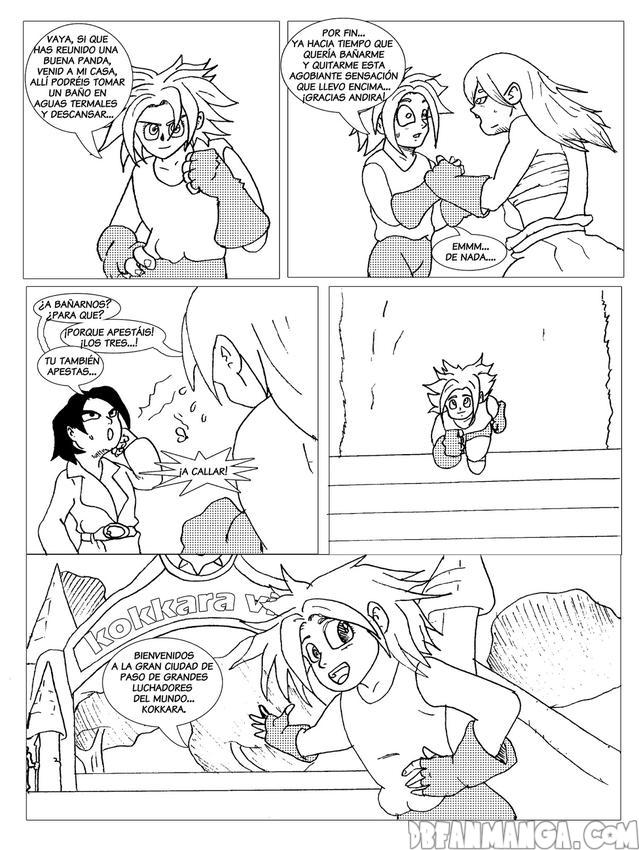 VAYA, SI QUE
HAS REUNIDO UNA
BUENA PANDA,
VENID A MI CASA,
ALLÍ PODRÉIS TOMAR
UN BAÑO EN
AGUAS TERMALES
Y DESCANSAR...
POR FIN...
YA HACIA TIEMPO QUE
QUERÍA BAÑARME
Y QUITARME ESTA
AGOBIANTE SENSACIÓN
QUE LLEVO ENCIMA...
¡GRACIAS ANDIRA!
EMMM...
DE NADA....
¿A BAÑARNOS?
¿PARA QUE?
¡PORQUE APESTÁIS!
¡LOS TRES...!
TU TAMBIÉN
APESTAS...
¡A CALLAR!
kokkara
BIENVENIDOS
A LA GRAN CIUDAD DE
PASO DE GRANDES
LUCHADORES
DEL MUNDO...
KOKKARA.
DBFANMANGA.COM